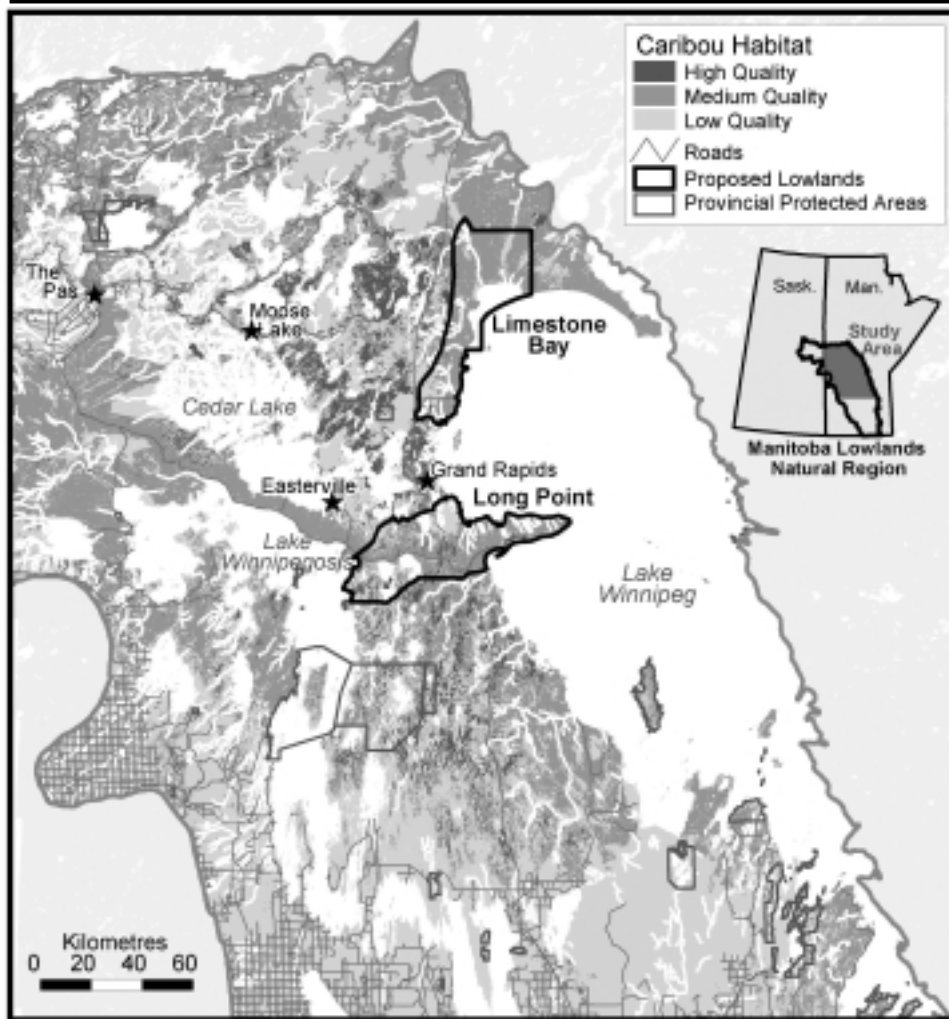 Caribou Habitat
High Quality
Medium Quality
Low Quality
Roads
Proposed Lowlands
Provincial Protected Areas
The
Pas
Moose
Lake
Sask.
Man.
Study
Area
Limestone
Bay
Cedar Lake
Manitoba Lowlands
Natural Region
Grand Rapids
Easterville
Long Point
Lake
Winnipegosis
Lake
Winnipeg
Kilometres
0 20 40 60